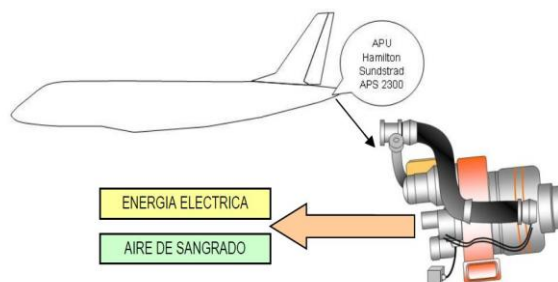 APU
Hamilton
Sundstrad
APS 2300
ENERGIA ELECTRICA
AIRE DE SANGRADO